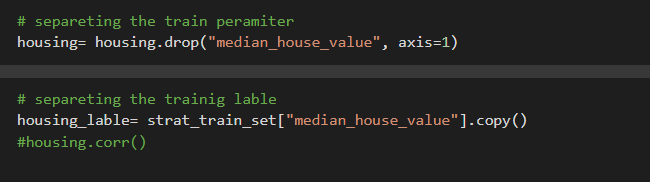 # separeting the train peramiter
housing= housing.drop("median_house_value", axis=1)
# separeting the trainig lable
housing_lable= strat_train_set["median_house_value"].copy()
#housing.corr()